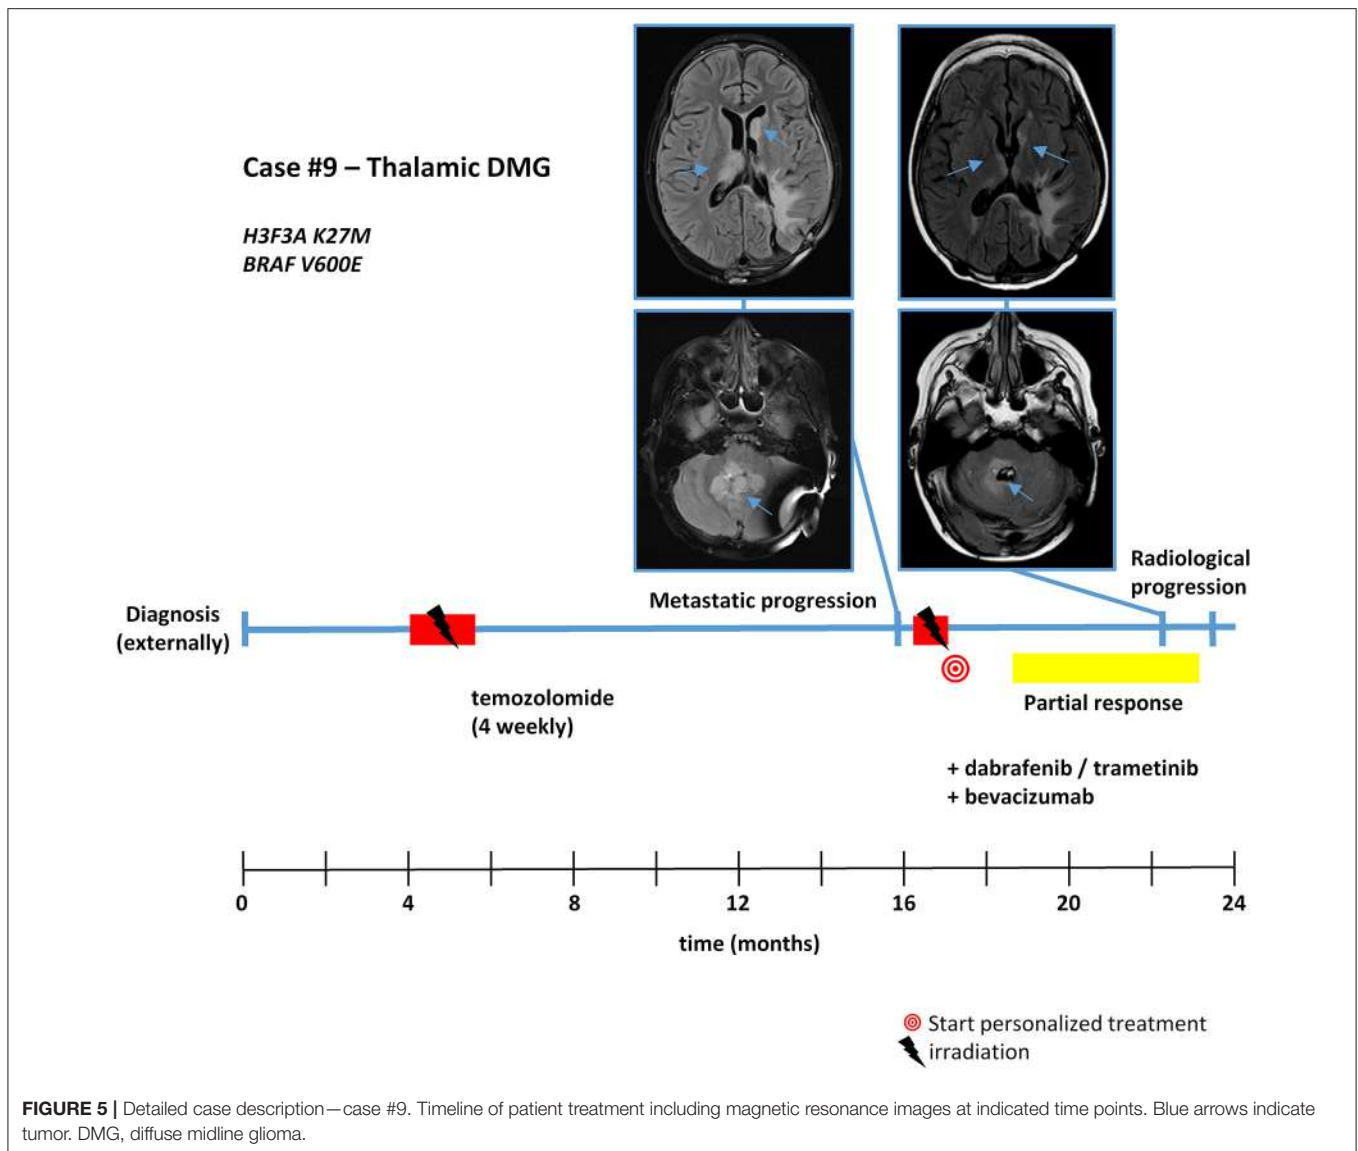 Case #9 – Thalamic DMG
H3F3A K27M
BRAF V600E
Diagnosis
(externally)
Metastatic progression
Radiological
progression
temozolomide
(4 weekly)
Partial response
+ dabrafenib / trametinib
+ bevacizumab
0 4 8 12 16 20 24
time (months)
Start personalized treatment
irradiation
FIGURE 5 | Detailed case description—case #9. Timeline of patient treatment including magnetic resonance images at indicated time points. Blue arrows indicate
tumor. DMG, diffuse midline glioma.